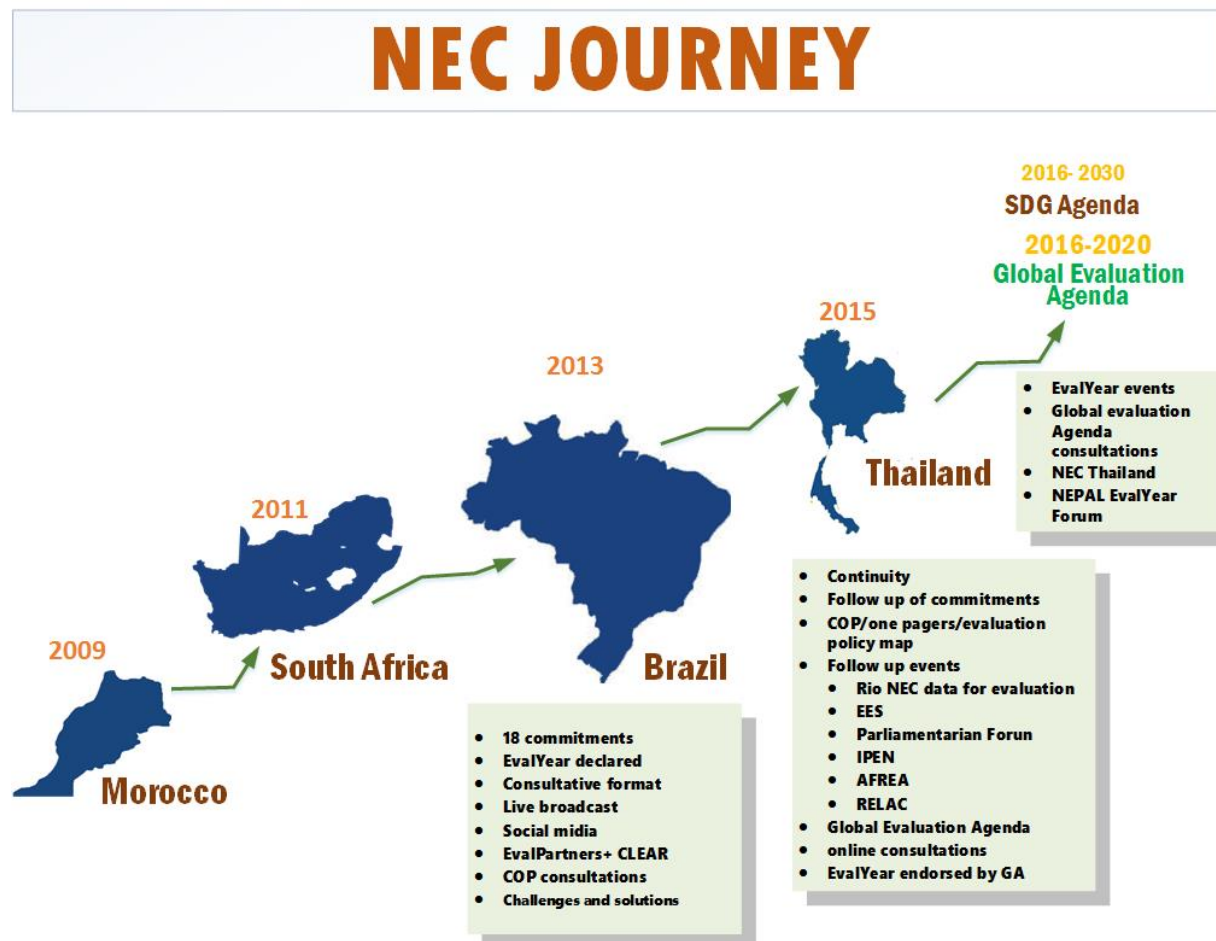 NEC JOURNEY
2009
Morocco
2011
South Africa
2013
Brazil
• 18 commitments
• EvalYear declared
• Consultative format
• Live broadcast
• Social midia
• EvalPartners+ CLEAR
• COP consultations
• Challenges and solutions
2015
Thailand
• Continuity
• Follow up of commitments
• COP/one pagers/evaluation
policy map
• Follow up events
• Rio NEC data for evaluation
• EES
• Parliamentarian Forun
• IPEN
• AFREA
• RELAC
• Global Evaluation Agenda
• online consultations
• EvalYear endorsed by GA
2016- 2030
SDG Agenda
2016-2020
Global Evaluation
Agenda
• EvalYear events
• Global evaluation
Agenda
consultations
• NEC Thailand
• NEPAL EvalYear
Forum